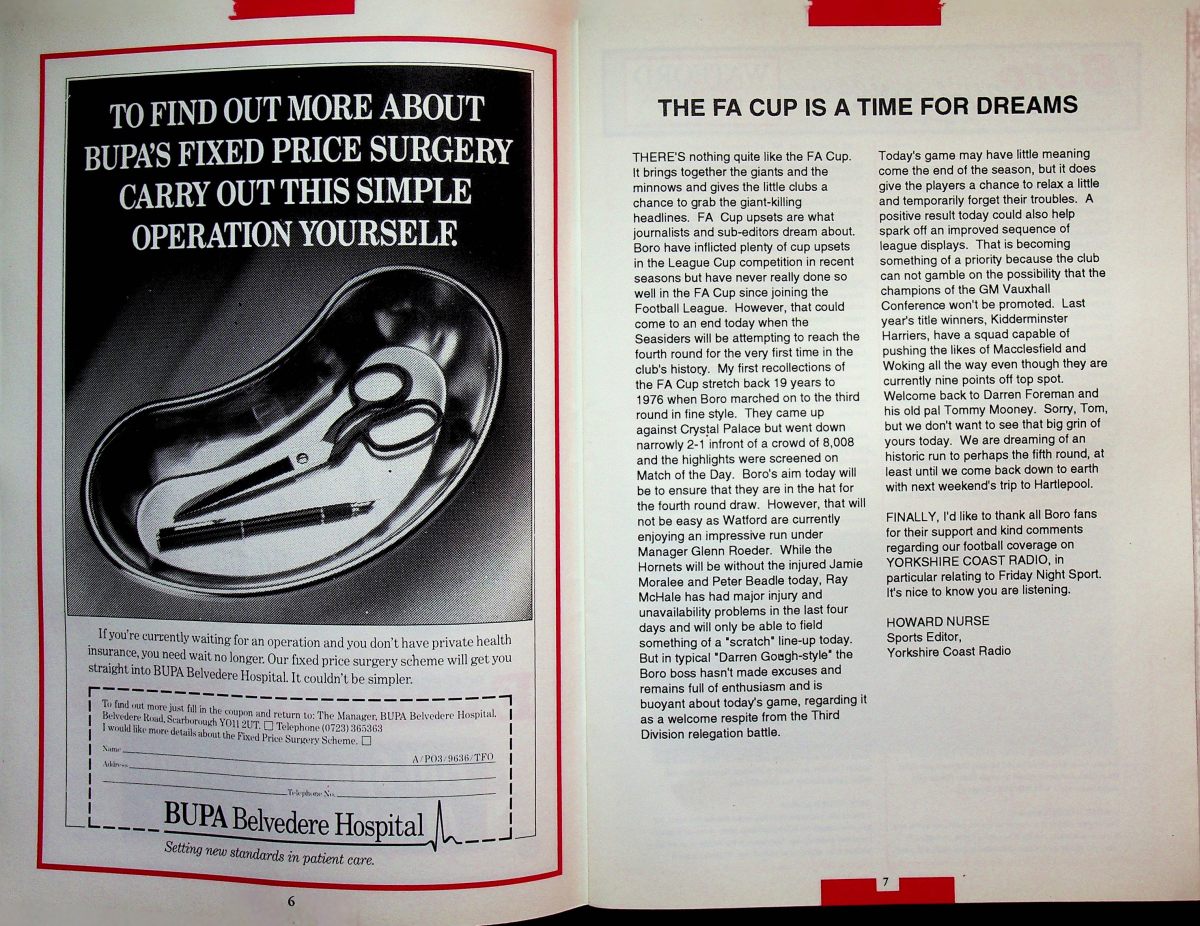 TO FIND OUT MORE ABOUT
BUPA'S FIXED PRICE SURGERY
CARRY OUT THIS SIMPLE
OPERATION YOURSELF.
If you're currently waiting for an operation and you don't have private health
insurance, you need wait no longer. Our fixed price surgery scheme will get you
straight into BUPA Belvedere Hospital. It couldn't be simpler.
To find out more just fill in the coupon and return to: The Manager, BUPA Belvedere Hospital.
Belvedere Road, Scarborough YO11 2UT. ☐ Telephone (0723) 365363
I would like more details about the Fixed Price Surgery Scheme. ☐
Name
A/PO3/9636/TFO
Address
Telephone No.
BUPA Belvedere Hospital
Setting new standards in patient care.
6
THE FA CUP IS A TIME FOR DREAMS
THERE'S nothing quite like the FA Cup.
It brings together the giants and the
minnows and gives the little clubs a
chance to grab the giant-killing
headlines. FA Cup upsets are what
journalists and sub-editors dream about.
Boro have inflicted plenty of cup upsets
in the League Cup competition in recent
seasons but have never really done so
well in the FA Cup since joining the
Football League. However, that could
come to an end today when the
Seasiders will be attempting to reach the
fourth round for the very first time in the
club's history. My first recollections of
the FA Cup stretch back 19 years to
1976 when Boro marched on to the third
round in fine style. They came up
against Crystal Palace but went down
narrowly 2-1 infront of a crowd of 8,008
and the highlights were screened on
Match of the Day. Boro's aim today will
be to ensure that they are in the hat for
the fourth round draw. However, that will
not be easy as Watford are currently
enjoying an impressive run under
Manager Glenn Roeder. While the
Hornets will be without the injured Jamie
Moralee and Peter Beadle today, Ray
McHale has had major injury and
unavailability problems in the last four
days and will only be able to field
something of a "scratch" line-up today.
But in typical "Darren Gough-style" the
Boro boss hasn't made excuses and
remains full of enthusiasm and is
buoyant about today's game, regarding it
as a welcome respite from the Third
Division relegation battle.
Today's game may have little meaning
come the end of the season, but it does
give the players a chance to relax a little
and temporarily forget their troubles. A
positive result today could also help
spark off an improved sequence of
league displays. That is becoming
something of a priority because the club
can not gamble on the possibility that the
champions of the GM Vauxhall
Conference won't be promoted. Last
year's title winners, Kidderminster
Harriers, have a squad capable of
pushing the likes of Macclesfield and
Woking all the way even though they are
currently nine points off top spot.
Welcome back to Darren Foreman and
his old pal Tommy Mooney. Sorry, Tom,
but we don't want to see that big grin of
yours today. We are dreaming of an
historic run to perhaps the fifth round, at
least until we come back down to earth
with next weekend's trip to Hartlepool.
FINALLY, I'd like to thank all Boro fans
for their support and kind comments
regarding our football coverage on
YORKSHIRE COAST RADIO, in
particular relating to Friday Night Sport.
It's nice to know you are listening.
HOWARD NURSE
Sports Editor,
Yorkshire Coast Radio
7